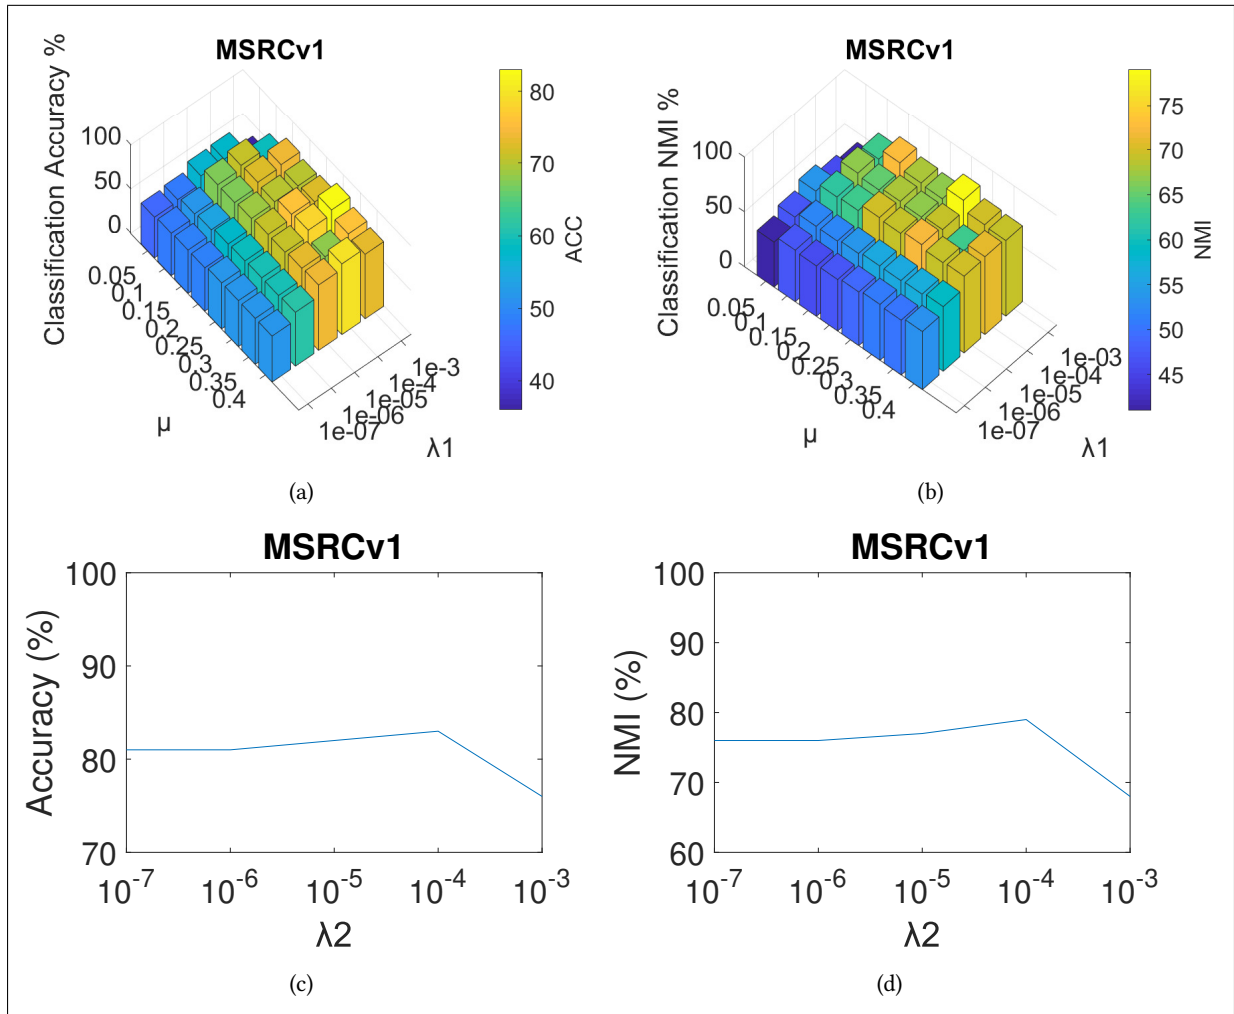 MSRCv1
Classification Accuracy %
100
50
0
0.05
0.1
0.15
0.2
0.25
0.3
0.35
0.4
μ
1e-07
1e-06
1e-05
1e-4
1e-3
λ1
80
70
60
50
40
ACC
(a)
MSRCv1
Classification NMI %
100
50
0
0.05
0.1
0.15
0.2
0.25
0.3
0.35
0.4
μ
1e-07
1e-06
1e-05
1e-04
1e-03
λ1
75
70
65
60
55
50
45
NMI
(b)
MSRCv1
Accuracy (%)
100
90
80
70
10^-7 10^-6 10^-5 10^-4 10^-3
λ2
(c)
MSRCv1
NMI (%)
100
90
80
70
60
10^-7 10^-6 10^-5 10^-4 10^-3
λ2
(d)